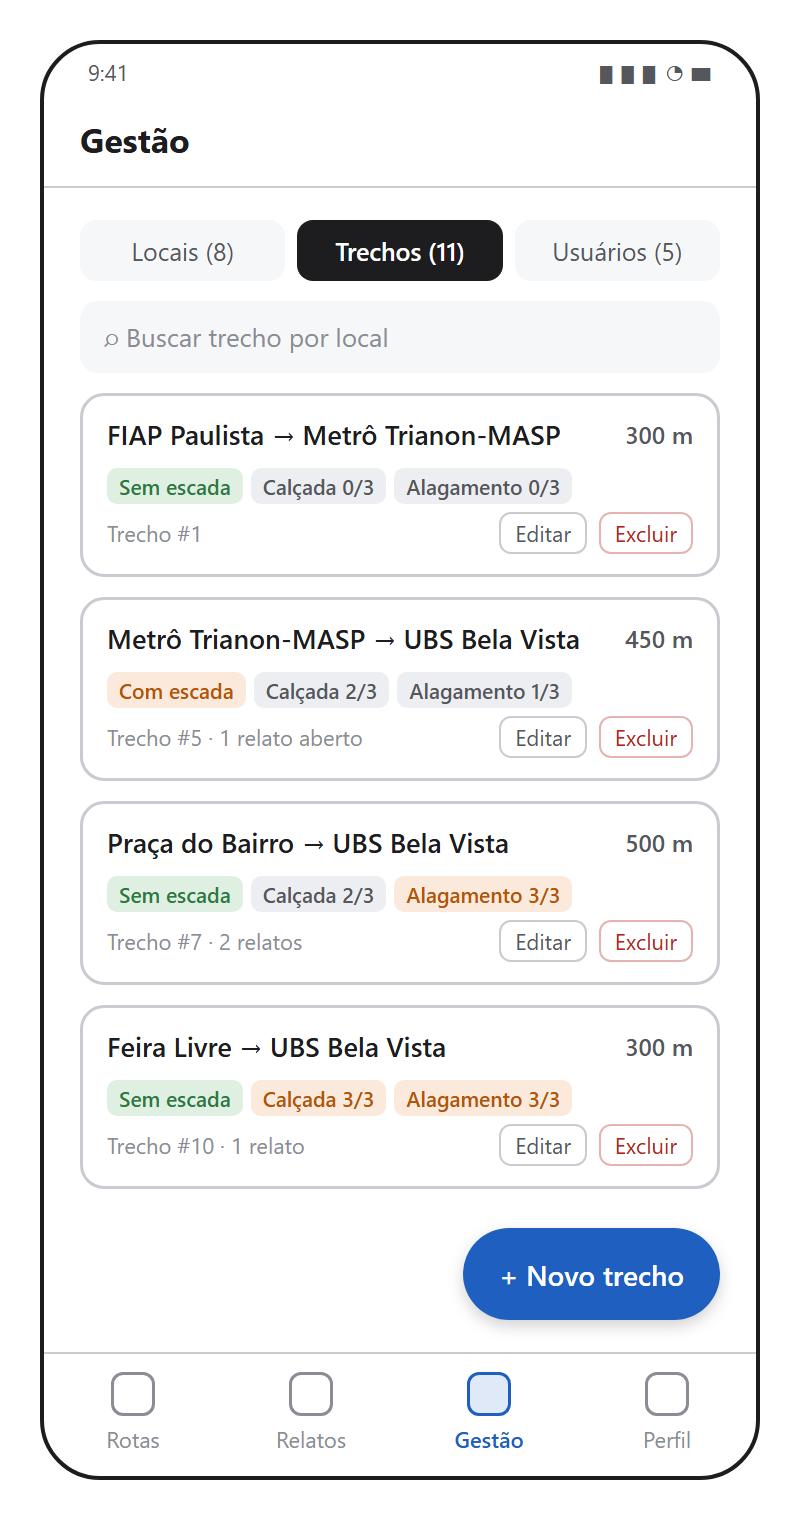 9:41
Gestão
Locais (8) Trechos (11) Usuários (5)
Buscar trecho por local
FIAP Paulista → Metrô Trianon-MASP 300 m
Sem escada Calçada 0/3 Alagamento 0/3
Trecho #1 Editar Excluir
Metrô Trianon-MASP → UBS Bela Vista 450 m
Com escada Calçada 2/3 Alagamento 1/3
Trecho #5 · 1 relato aberto Editar Excluir
Praça do Bairro → UBS Bela Vista 500 m
Sem escada Calçada 2/3 Alagamento 3/3
Trecho #7 · 2 relatos Editar Excluir
Feira Livre → UBS Bela Vista 300 m
Sem escada Calçada 3/3 Alagamento 3/3
Trecho #10 · 1 relato Editar Excluir
+ Novo trecho
Rotas Relatos Gestão Perfil